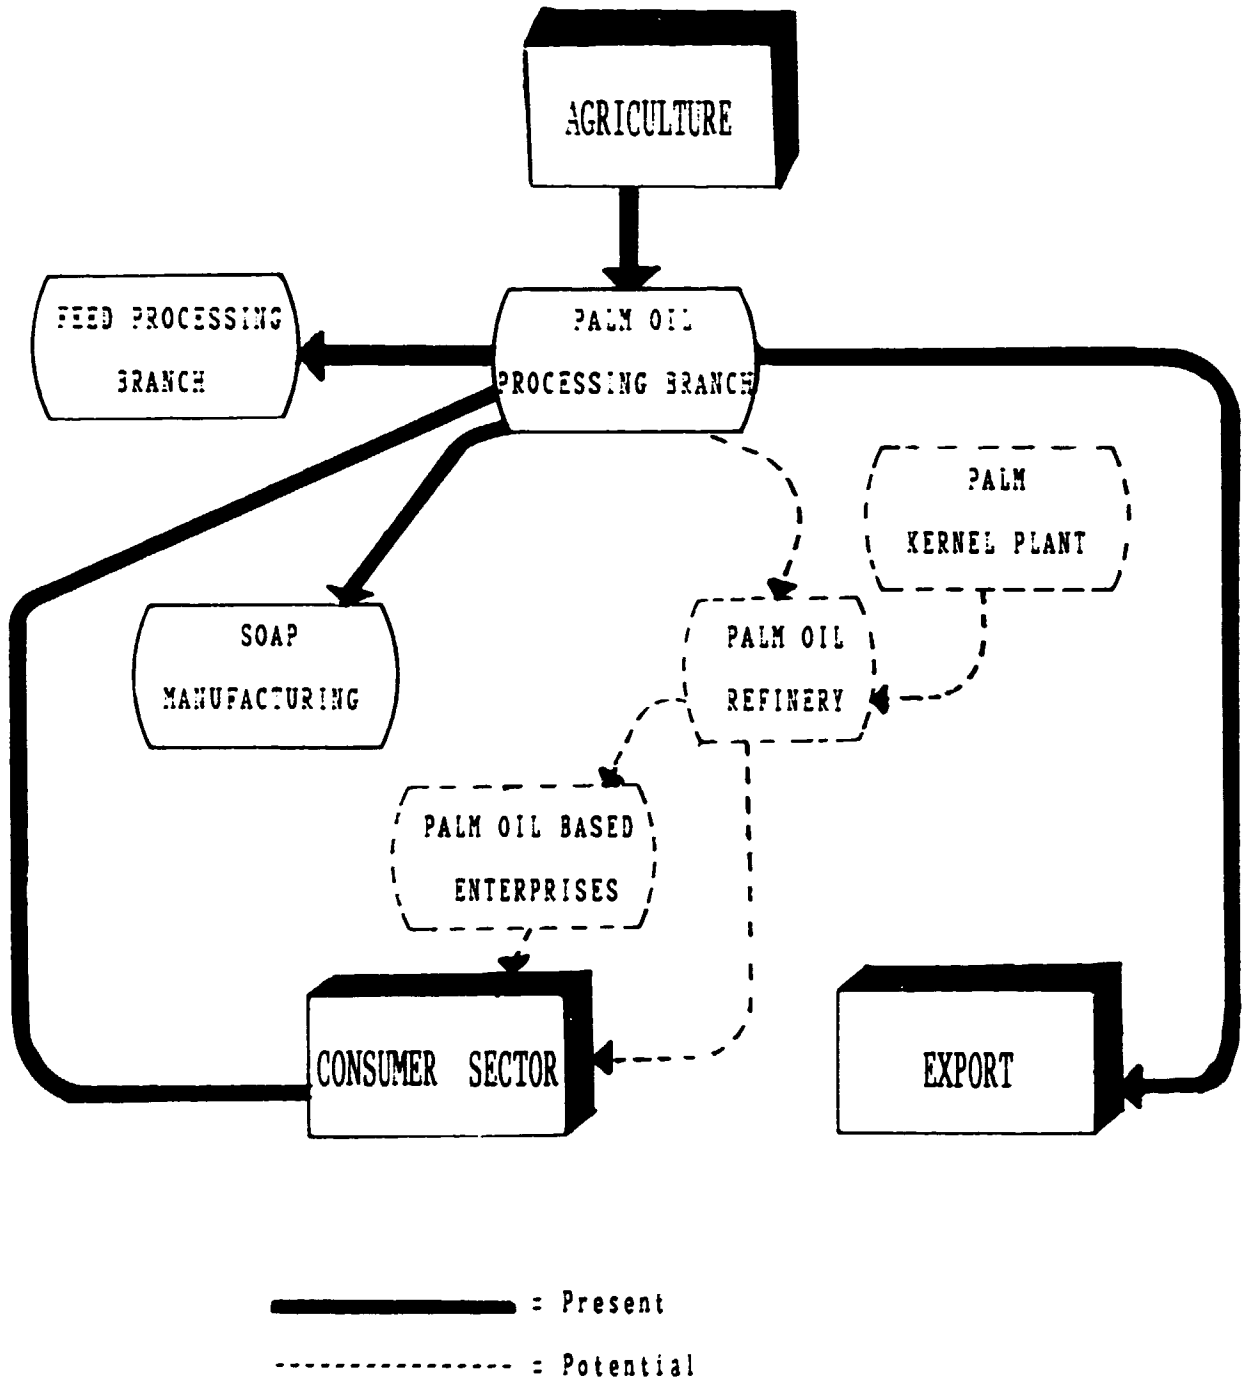 AGRICULTURE
FEED PROCESSING
BRANCH
PALM OIL
PROCESSING BRANCH
PALM
KERNEL PLANT
SOAP
MANUFACTURING
PALM OIL
REFINERY
PALM OIL BASED
ENTERPRISES
CONSUMER SECTOR
EXPORT
= Present
= Potential